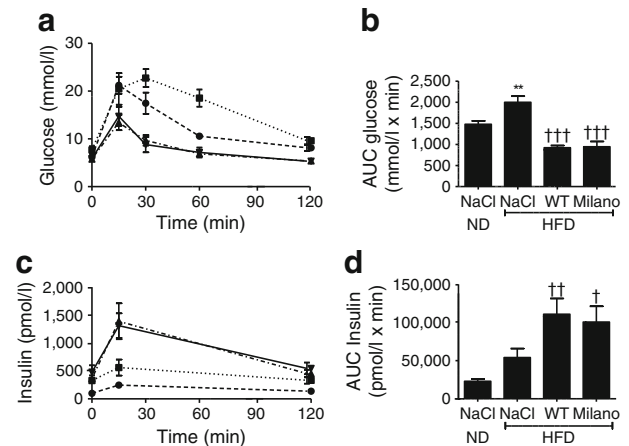 a
Glucose (mmol/l)
30
20
10
0
0 30 60 90 120
Time (min)
b
AUC glucose
(mmol/l x min)
2,500
2,000
1,500
1,000
500
0
**
†††
†††
NaCl NaCl WT Milano
ND HFD
c
Insulin (pmol/l)
2,000
1,500
1,000
500
0
0 30 60 90 120
Time (min)
d
AUC Insulin
(pmol/l x min)
150,000
100,000
50,000
0
††
†
NaCl NaCl WT Milano
ND HFD